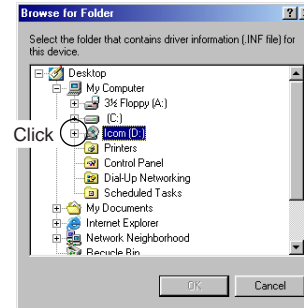 Browse for Folder
Select the folder that contains driver information (.INF file) for
this device.
Desktop
My Computer
3½ Floppy (A:)
(C:)
Click
Icom (D:)
Printers
Control Panel
Dial-Up Networking
Scheduled Tasks
My Documents
Internet Explorer
Network Neighborhood
Recycle Bin
OK
Cancel